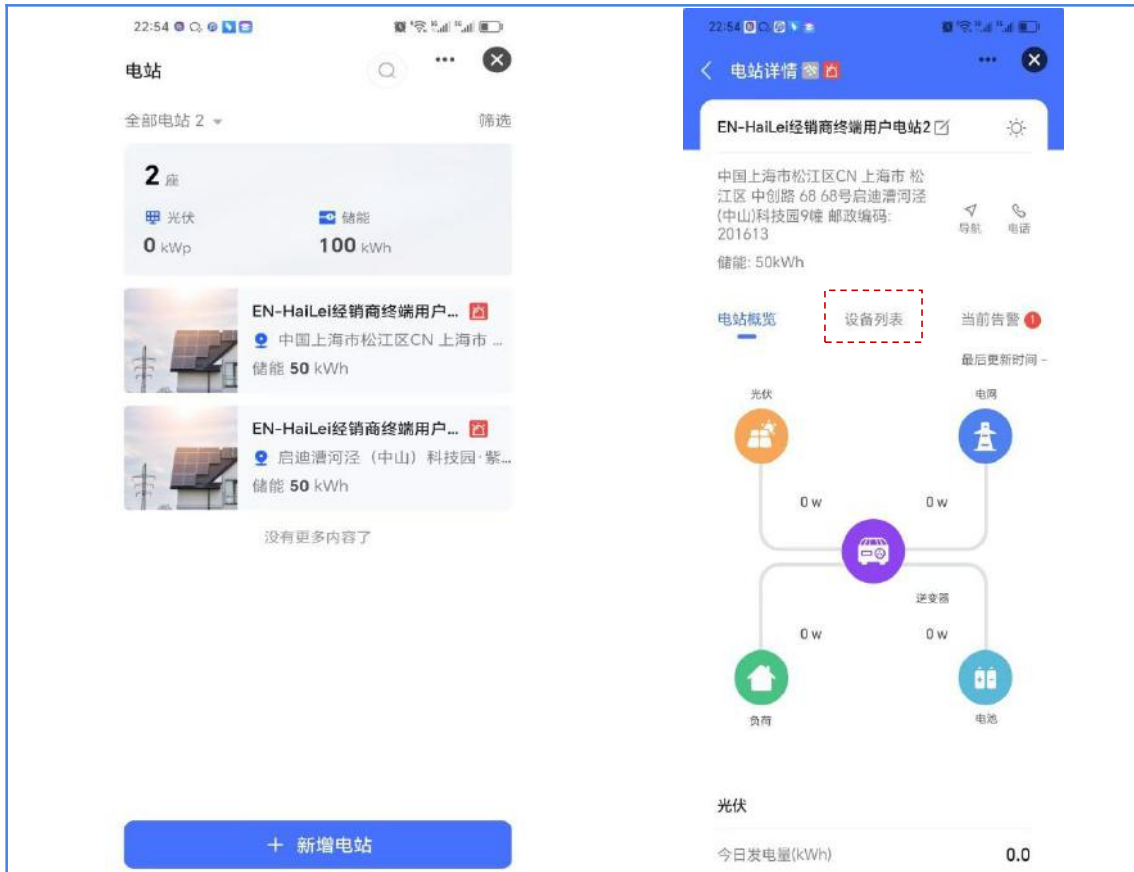 22:54
电站
全部电站 2
筛选
2 座
光伏
储能
0 kWp
100 kWh
EN-HaiLei经销商终端用户...
中国上海市松江区CN 上海市 ...
储能 50 kWh
EN-HaiLei经销商终端用户...
启迪漕河泾（中山）科技园·紫...
储能 50 kWh
没有更多内容了
+ 新增电站
22:54
电站详情
EN-HaiLei经销商终端用户电站2
中国上海市松江区CN 上海市 松
江区 中创路 68 68号启迪漕河泾
(中山)科技园9幢 邮政编码:
201613
导航
电话
储能: 50kWh
电站概览
设备列表
当前告警 1
最后更新时间 -
光伏
电网
0 w
0 w
逆变器
0 w
0 w
负荷
电池
光伏
今日发电量(kWh)
0.0